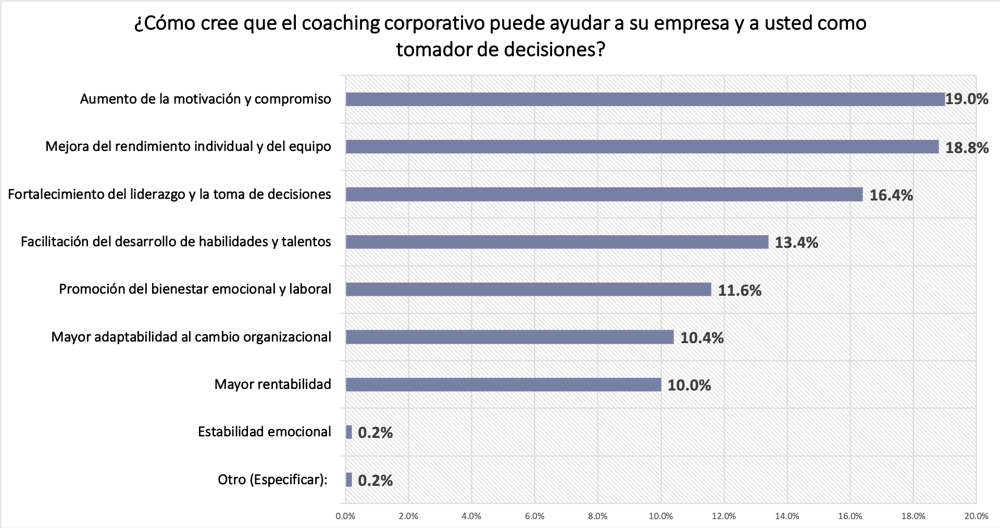 ¿Cómo cree que el coaching corporativo puede ayudar a su empresa y a usted como
tomador de decisiones?
Aumento de la motivación y compromiso 19.0%
Mejora del rendimiento individual y del equipo 18.8%
Fortalecimiento del liderazgo y la toma de decisiones 16.4%
Facilitación del desarrollo de habilidades y talentos 13.4%
Promoción del bienestar emocional y laboral 11.6%
Mayor adaptabilidad al cambio organizacional 10.4%
Mayor rentabilidad 10.0%
Estabilidad emocional 0.2%
Otro (Especificar): 0.2%
0.0% 2.0% 4.0% 6.0% 8.0% 10.0% 12.0% 14.0% 16.0% 18.0% 20.0%